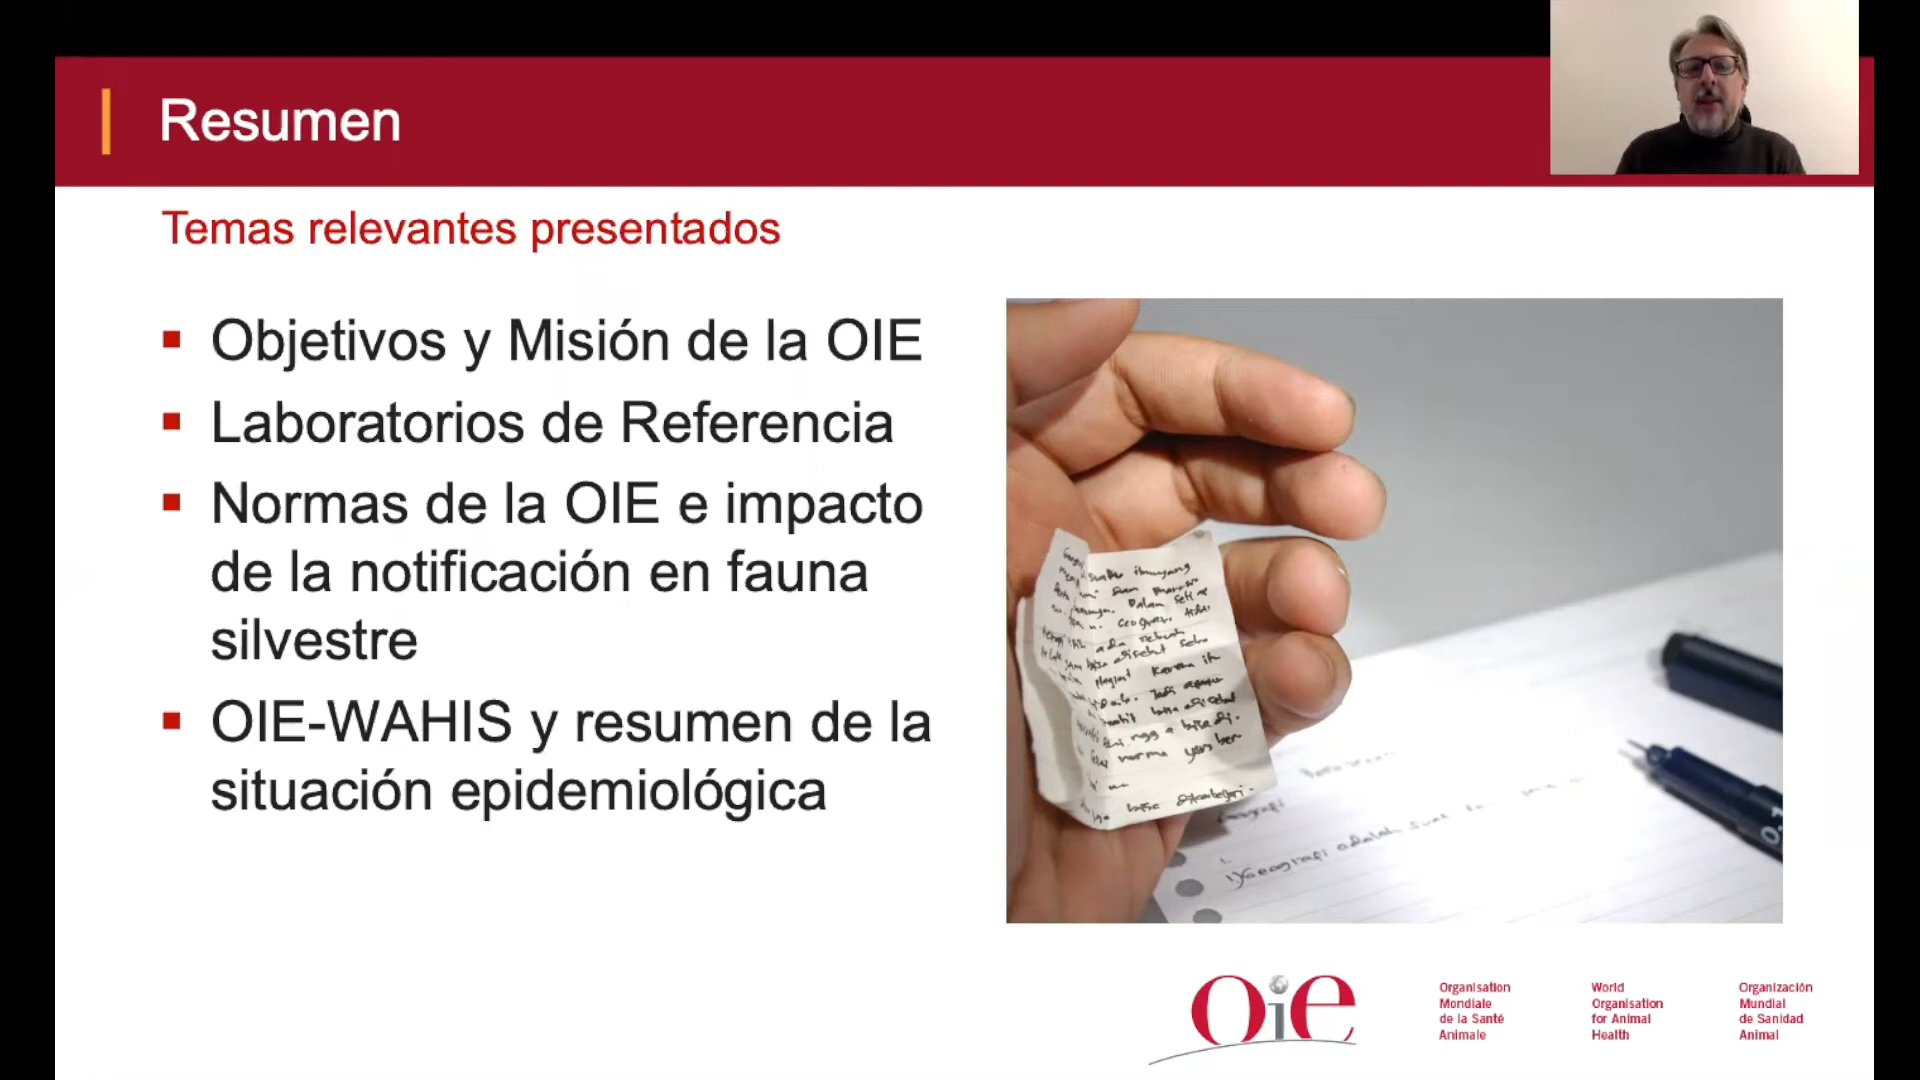 Resumen
Temas relevantes presentados
Objetivos y Misión de la OIE
Laboratorios de Referencia
Normas de la OIE e impacto
de la notificación en fauna
silvestre
OIE-WAHIS y resumen de la
situación epidemiológica
oie
Organisation
Mondiale
de la Santé
Animale
World
Organisation
for Animal
Health
Organización
Mundial
de Sanidad
Animal